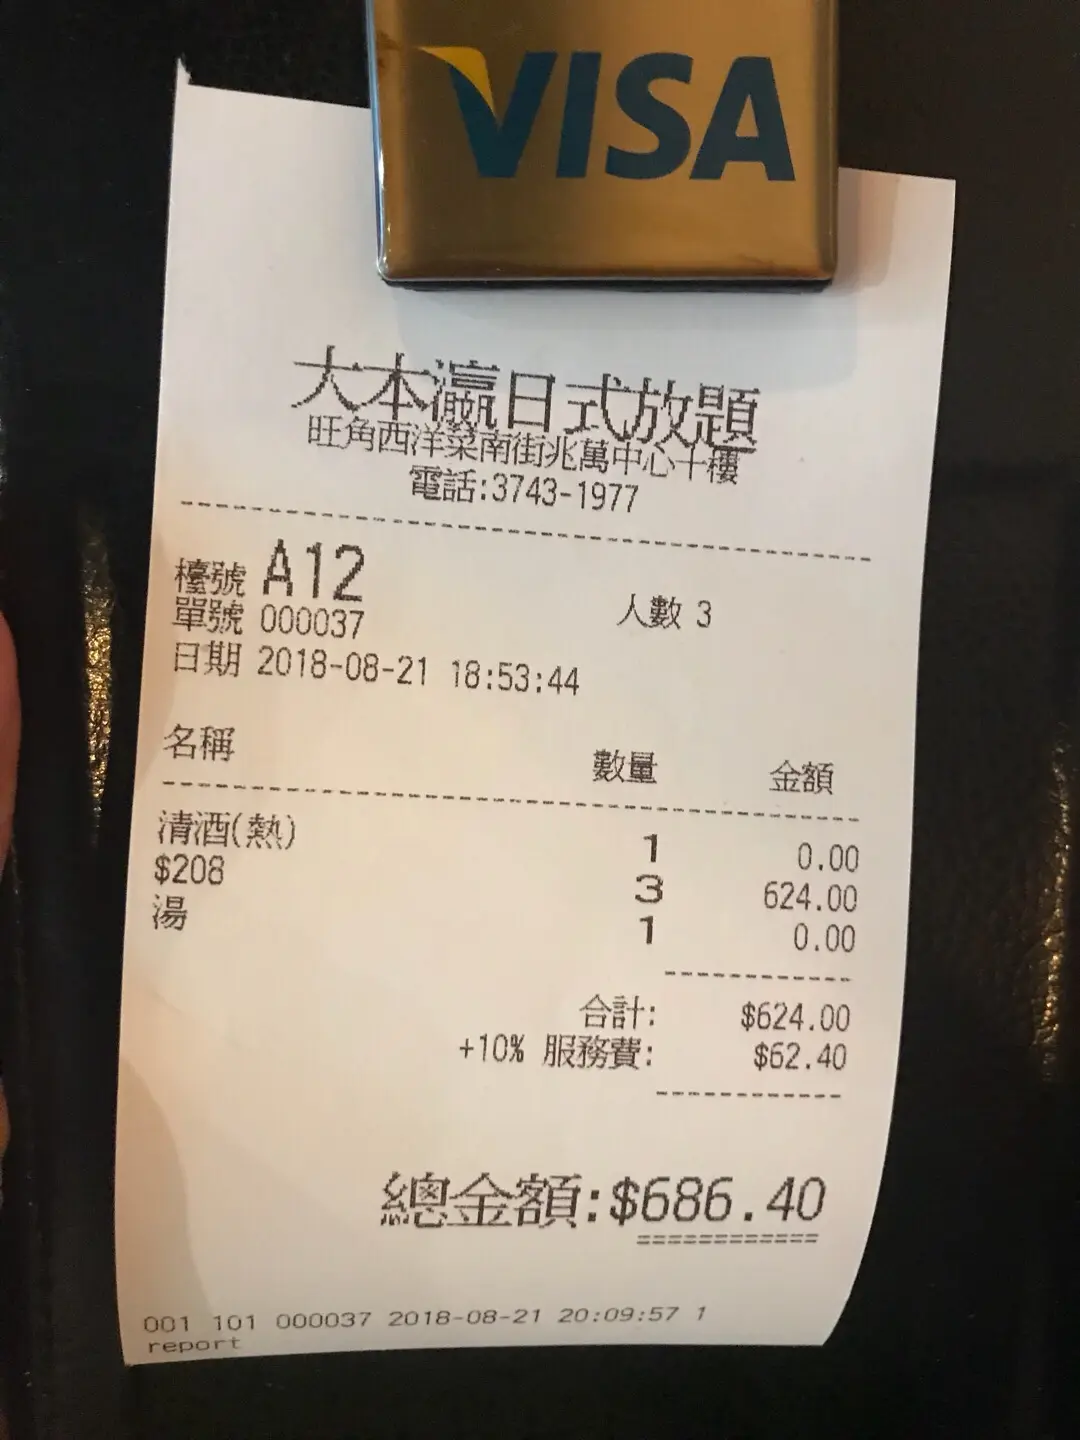 VISA
大本瀛日式放題
旺角西洋菜南街兆萬中心十樓
電話:3743-1977
檯號 A12
單號 000037 人數 3
日期 2018-08-21 18:53:44
名稱 數量 金額
清酒(熱) 1 0.00
$208 3 624.00
湯 1 0.00
合計: $624.00
+10% 服務費: $62.40
總金額:$686.40
001 101 000037 2018-08-21 20:09:57 1
report